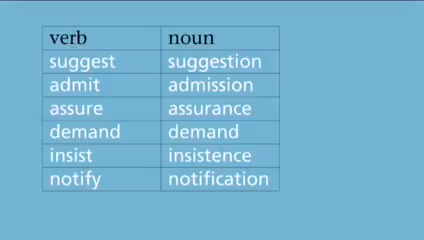 verb noun
suggest suggestion
admit admission
assure assurance
demand demand
insist insistence
notify notification